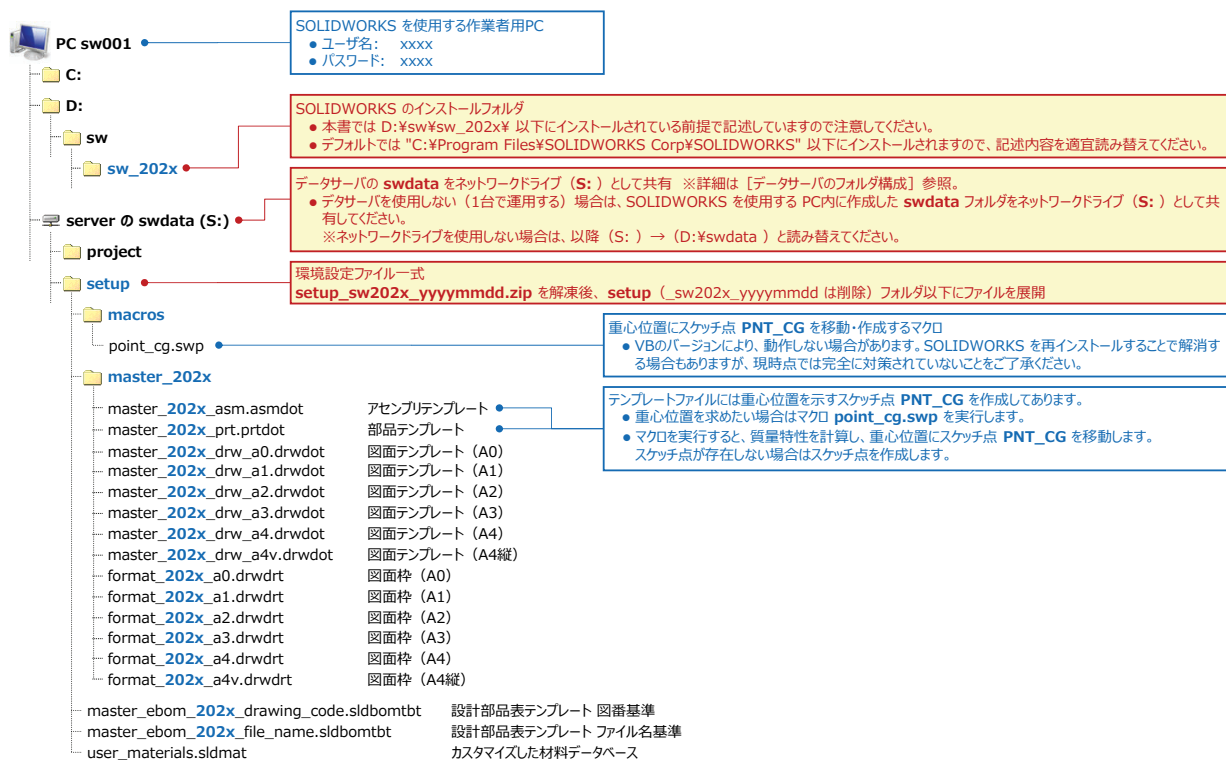 PC sw001
SOLIDWORKS を使用する作業者用PC
● ユーザ名: xxxx
● パスワード: xxxx
C:
D:
sw
sw_202x
SOLIDWORKS のインストールフォルダ
● 本書では D:¥sw¥sw_202x¥ 以下にインストールされている前提で記述していますので注意してください。
● デフォルトでは "C:¥Program Files¥SOLIDWORKS Corp¥SOLIDWORKS" 以下にインストールされますので、記述内容を適宜読み替えてください。
server の swdata (S:)
データサーバの swdata をネットワークドライブ（S: ）として共有 ※詳細は［データサーバのフォルダ構成］参照。
● デタサーバを使用しない（1台で運用する）場合は、SOLIDWORKS を使用する PC内に作成した swdata フォルダをネットワークドライブ（S: ）として共
有してください。
※ネットワークドライブを使用しない場合は、以降（S: ）→（D:¥swdata ）と読み替えてください。
project
setup
環境設定ファイル一式
setup_sw202x_yyyymmdd.zip を解凍後、setup（_sw202x_yyyymmdd は削除）フォルダ以下にファイルを展開
macros
point_cg.swp
重心位置にスケッチ点 PNT_CG を移動・作成するマクロ
● VBのバージョンにより、動作しない場合があります。SOLIDWORKS を再インストールすることで解消す
る場合もありますが、現時点では完全に対策されていないことをご了承ください。
master_202x
テンプレートファイルには重心位置を示すスケッチ点 PNT_CG を作成してあります。
● 重心位置を求めたい場合はマクロ point_cg.swp を実行します。
● マクロを実行すると、質量特性を計算し、重心位置にスケッチ点 PNT_CG を移動します。
スケッチ点が存在しない場合はスケッチ点を作成します。
master_202x_asm.asmdot アセンブリテンプレート
master_202x_prt.prtdot 部品テンプレート
master_202x_drw_a0.drwdot 図面テンプレート（A0）
master_202x_drw_a1.drwdot 図面テンプレート（A1）
master_202x_drw_a2.drwdot 図面テンプレート（A2）
master_202x_drw_a3.drwdot 図面テンプレート（A3）
master_202x_drw_a4.drwdot 図面テンプレート（A4）
master_202x_drw_a4v.drwdot 図面テンプレート（A4縦）
format_202x_a0.drwdrt 図面枠（A0）
format_202x_a1.drwdrt 図面枠（A1）
format_202x_a2.drwdrt 図面枠（A2）
format_202x_a3.drwdrt 図面枠（A3）
format_202x_a4.drwdrt 図面枠（A4）
format_202x_a4v.drwdrt 図面枠（A4縦）
master_ebom_202x_drawing_code.sldbomtbt 設計部品表テンプレート 図番基準
master_ebom_202x_file_name.sldbomtbt 設計部品表テンプレート ファイル名基準
user_materials.sldmat カスタマイズした材料データベース